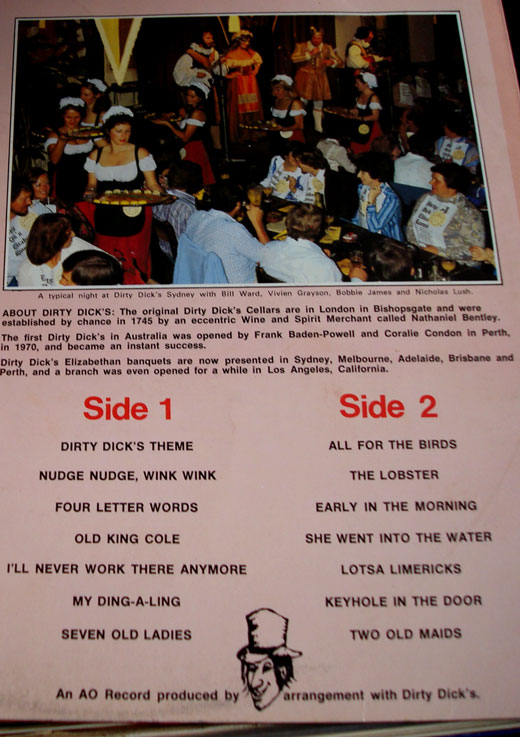 A typical night at Dirty Dick's Sydney with Bill Ward, Vivien Grayson, Bobbie James and Nicholas Lush.
ABOUT DIRTY DICK'S: The original Dirty Dick's Cellars are in London in Bishopsgate and were
established by chance in 1745 by an eccentric Wine and Spirit Merchant called Nathaniel Bentley.
The first Dirty Dick's in Australia was opened by Frank Baden-Powell and Coralie Condon in Perth,
in 1970, and became an instant success.
Dirty Dick's Elizabethan banquets are now presented in Sydney, Melbourne, Adelaide, Brisbane and
Perth, and a branch was even opened for a while in Los Angeles, California.
Side 1
DIRTY DICK'S THEME
NUDGE NUDGE, WINK WINK
FOUR LETTER WORDS
OLD KING COLE
I'LL NEVER WORK THERE ANYMORE
MY DING-A-LING
SEVEN OLD LADIES
Side 2
ALL FOR THE BIRDS
THE LOBSTER
EARLY IN THE MORNING
SHE WENT INTO THE WATER
LOTSA LIMERICKS
KEYHOLE IN THE DOOR
TWO OLD MAIDS
An AO Record produced by arrangement with Dirty Dick's.